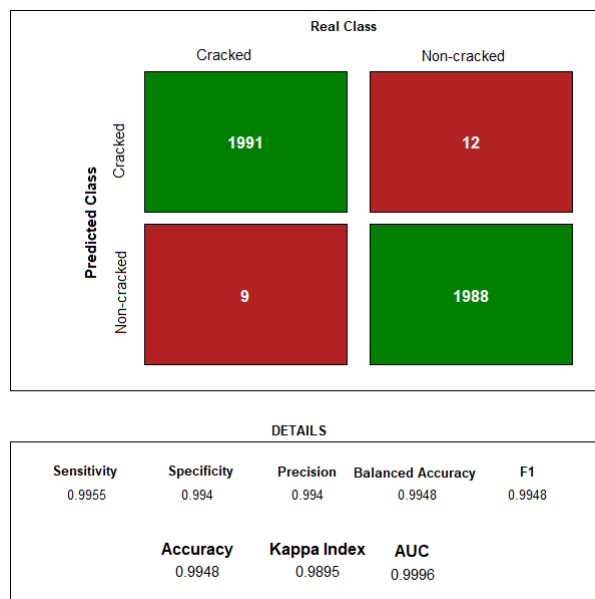 Real Class
Cracked Non-cracked
Predicted Class
Cracked
1991 12
Non-cracked
9 1988
DETAILS
Sensitivity Specificity Precision Balanced Accuracy F1
0.9955 0.994 0.994 0.9948 0.9948
Accuracy Kappa Index AUC
0.9948 0.9895 0.9996